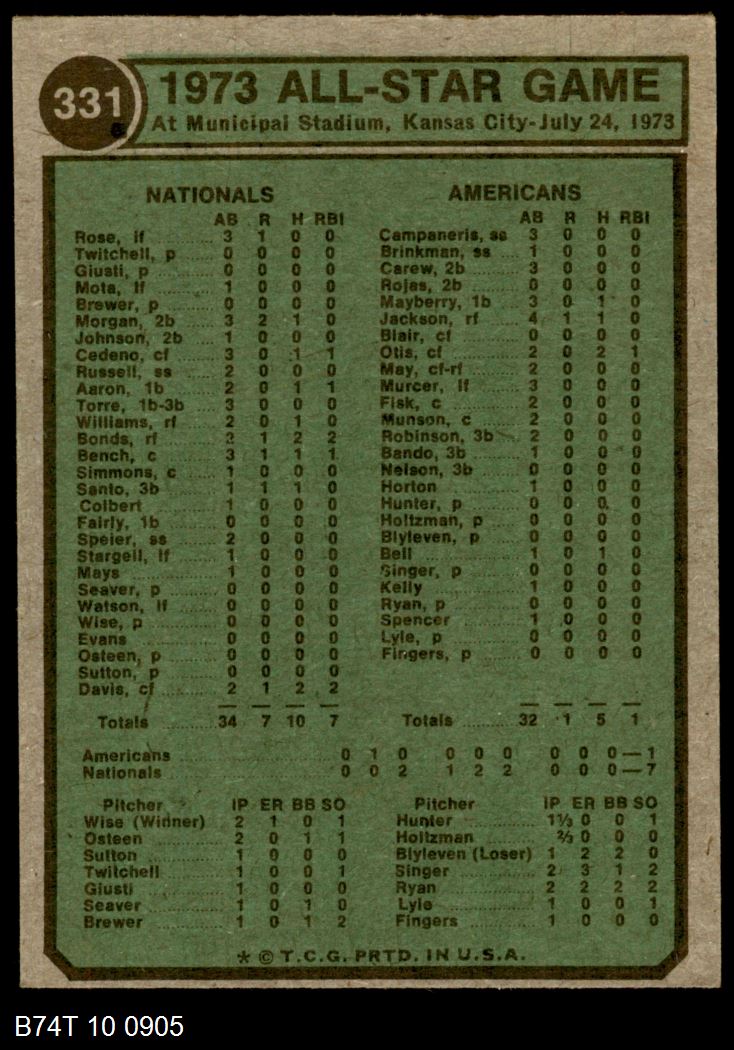 331
1973 ALL-STAR GAME
At Municipal Stadium, Kansas City-July 24, 1973
NATIONALS
AB R H RBI
Rose, lf 3 1 0 0
Twitchell, p 0 0 0 0
Giusti, p 0 0 0 0
Mota, lf 1 0 0 0
Brewer, p 0 0 0 0
Morgan, 2b 3 2 1 0
Johnson, 2b 1 0 0 0
Cedeno, cf 3 0 1 1
Russell, ss 2 0 0 0
Aaron, 1b 2 0 1 1
Torre, 1b-3b 3 0 0 0
Williams, rf 2 0 1 0
Bonds, rf 2 1 2 2
Bench, c 3 1 1 1
Simmons, c 1 0 0 0
Santo, 3b 1 1 1 0
Colbert 1 0 0 0
Fairly, 1b 0 0 0 0
Speier, ss 2 0 0 0
Stargell, lf 1 0 0 0
Mays 1 0 0 0
Seaver, p 0 0 0 0
Watson, lf 0 0 0 0
Wise, p 0 0 0 0
Evans 0 0 0 0
Osteen, p 0 0 0 0
Sutton, p 0 0 0 0
Davis, cf 2 1 2 2
Totals 34 7 10 7
AMERICANS
AB R H RBI
Campaneris, ss 3 0 0 0
Brinkman, ss 1 0 0 0
Carew, 2b 3 0 0 0
Rojas, 2b 0 0 0 0
Mayberry, 1b 3 0 1 0
Jackson, rf 4 1 1 0
Blair, cf 0 0 0 0
Otis, cf 2 0 2 1
May, cf-rf 2 0 0 0
Murcer, lf 3 0 0 0
Fisk, c 2 0 0 0
Munson, c 2 0 0 0
Robinson, 3b 2 0 0 0
Bando, 3b 1 0 0 0
Nelson, 3b 0 0 0 0
Horton 1 0 0 0
Hunter, p 0 0 0 0
Holtzman, p 0 0 0 0
Blyleven, p 0 0 0 0
Bell 1 0 1 0
Singer, p 0 0 0 0
Kelly 1 0 0 0
Ryan, p 0 0 0 0
Spencer 1 0 0 0
Lyle, p 0 0 0 0
Fingers, p 0 0 0 0
Totals 32 1 5 1
Americans 0 1 0 0 0 0 0 0 0—1
Nationals 0 0 2 1 2 2 0 0 0—7
Pitcher IP ER BB SO
Wise (Winner) 2 1 0 1
Osteen 2 0 1 1
Sutton 1 0 0 0
Twitchell 1 0 0 1
Giusti 1 0 0 0
Seaver 1 0 1 0
Brewer 1 0 1 2
Pitcher IP ER BB SO
Hunter 1⅓ 0 0 1
Holtzman ⅔ 0 0 0
Blyleven (Loser) 1 2 2 0
Singer 2 3 1 2
Ryan 2 2 2 2
Lyle 1 0 0 1
Fingers 1 0 0 0
* © T.C.G. PRTD. IN U.S.A.
B74T 10 0905